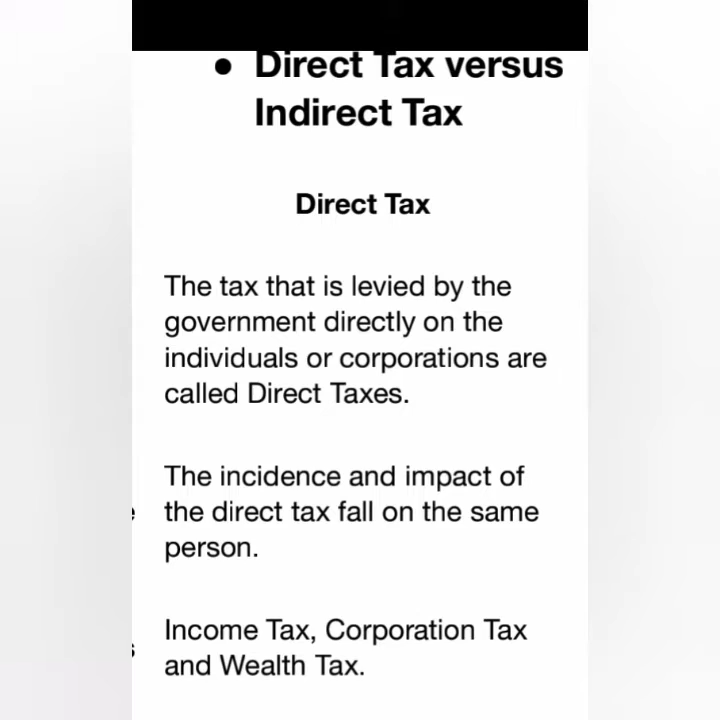 • Direct Tax versus
Indirect Tax
Direct Tax
The tax that is levied by the
government directly on the
individuals or corporations are
called Direct Taxes.
The incidence and impact of
the direct tax fall on the same
person.
Income Tax, Corporation Tax
and Wealth Tax.